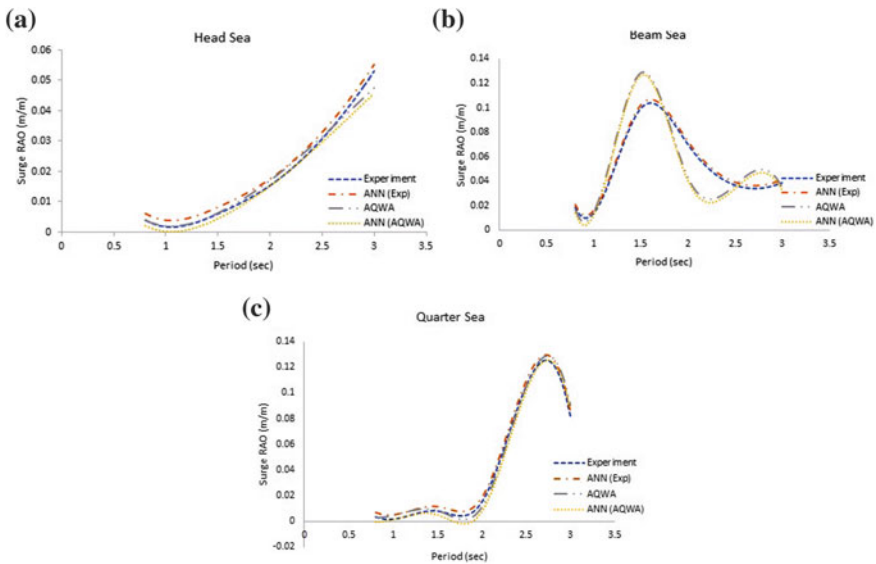 (a)
Head Sea
0.06
0.05
0.04
0.03
0.02
0.01
0
Surge RAO (m/m)
0 0.5 1 1.5 2 2.5 3 3.5
Period (sec)
Experiment
ANN (Exp)
AQWA
ANN (AQWA)
(b)
Beam Sea
0.14
0.12
0.1
0.08
0.06
0.04
0.02
0
Surge RAO (m/m)
0 0.5 1 1.5 2 2.5 3 3.5
Period (sec)
Experiment
ANN (Exp)
AQWA
ANN (AQWA)
(c)
Quarter Sea
0.14
0.12
0.1
0.08
0.06
0.04
0.02
0
-0.02
Surge RAO (m/m)
0 0.5 1 1.5 2 2.5 3 3.5
Period (sec)
Experiment
ANN (Exp)
AQWA
ANN (AQWA)